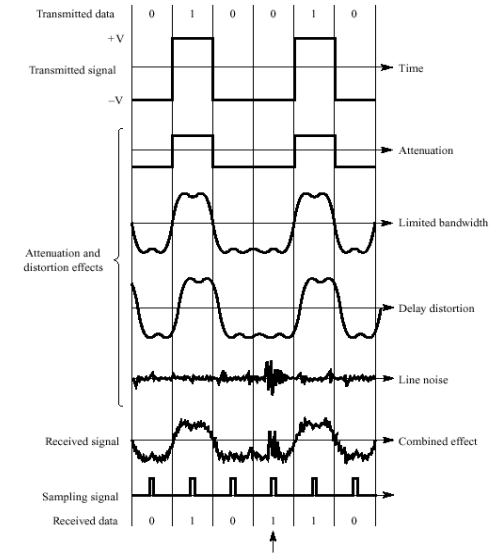 Transmitted data 0 1 0 0 1 0
+V
Transmitted signal
Time
–V
Attenuation
Limited bandwidth
Attenuation and
distortion effects
Delay distortion
Line noise
Received signal
Combined effect
Sampling signal
Received data 0 1 0 1 1 0